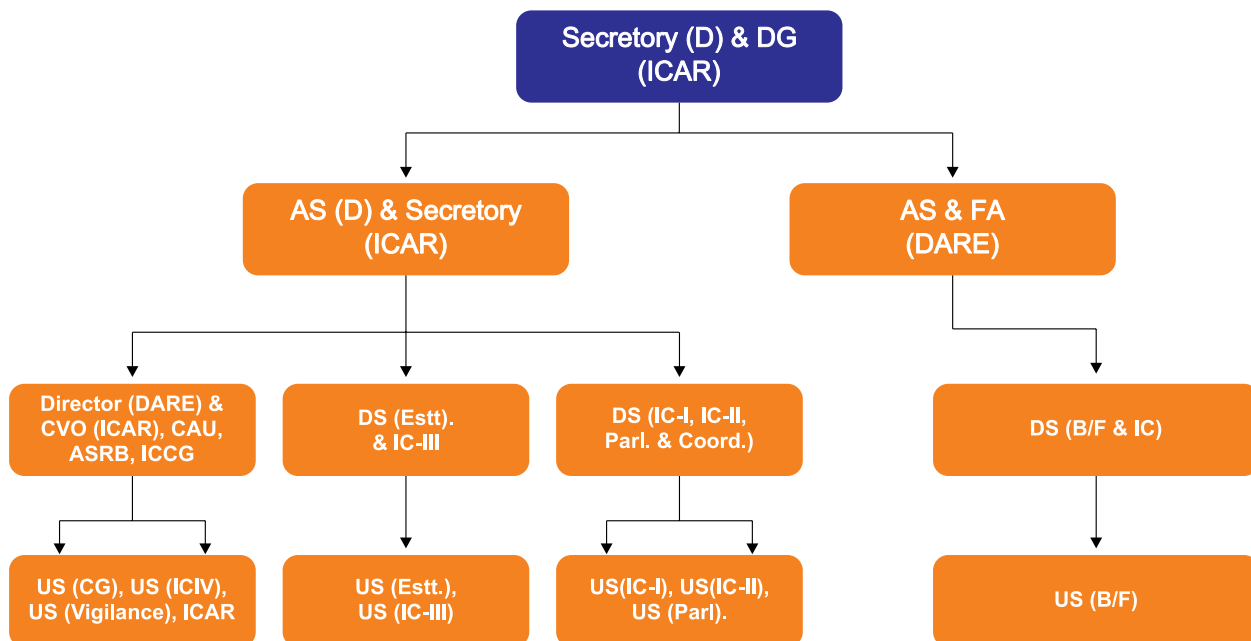 Secretory (D) & DG
(ICAR)
AS (D) & Secretory
(ICAR)
AS & FA
(DARE)
Director (DARE) &
CVO (ICAR), CAU,
ASRB, ICCG
DS (Estt).
& IC-III
DS (IC-I, IC-II,
Parl. & Coord.)
DS (B/F & IC)
US (CG), US (ICIV),
US (Vigilance), ICAR
US (Estt.),
US (IC-III)
US(IC-I), US(IC-II),
US (Parl).
US (B/F)